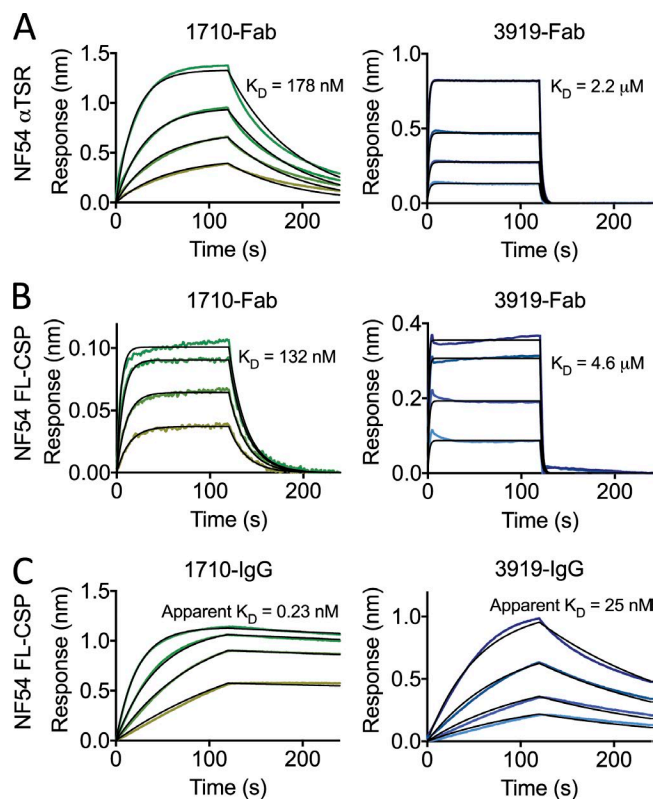 A
1710-Fab
3919-Fab
NF54 αTSR
Response (nm)
1.5
1.0
0.5
0.0
K_D = 178 nM
0 100 200
Time (s)
Response (nm)
1.0
0.5
0.0
K_D = 2.2 µM
0 100 200
Time (s)
B
1710-Fab
3919-Fab
NF54 FL-CSP
Response (nm)
0.10
0.05
0.00
K_D = 132 nM
0 100 200
Time (s)
Response (nm)
0.4
0.2
0.0
K_D = 4.6 µM
0 100 200
Time (s)
C
1710-IgG
3919-IgG
NF54 FL-CSP
Response (nm)
1.5
1.0
0.5
0.0
Apparent K_D = 0.23 nM
0 100 200
Time (s)
Response (nm)
1.0
0.5
0.0
Apparent K_D = 25 nM
0 100 200
Time (s)